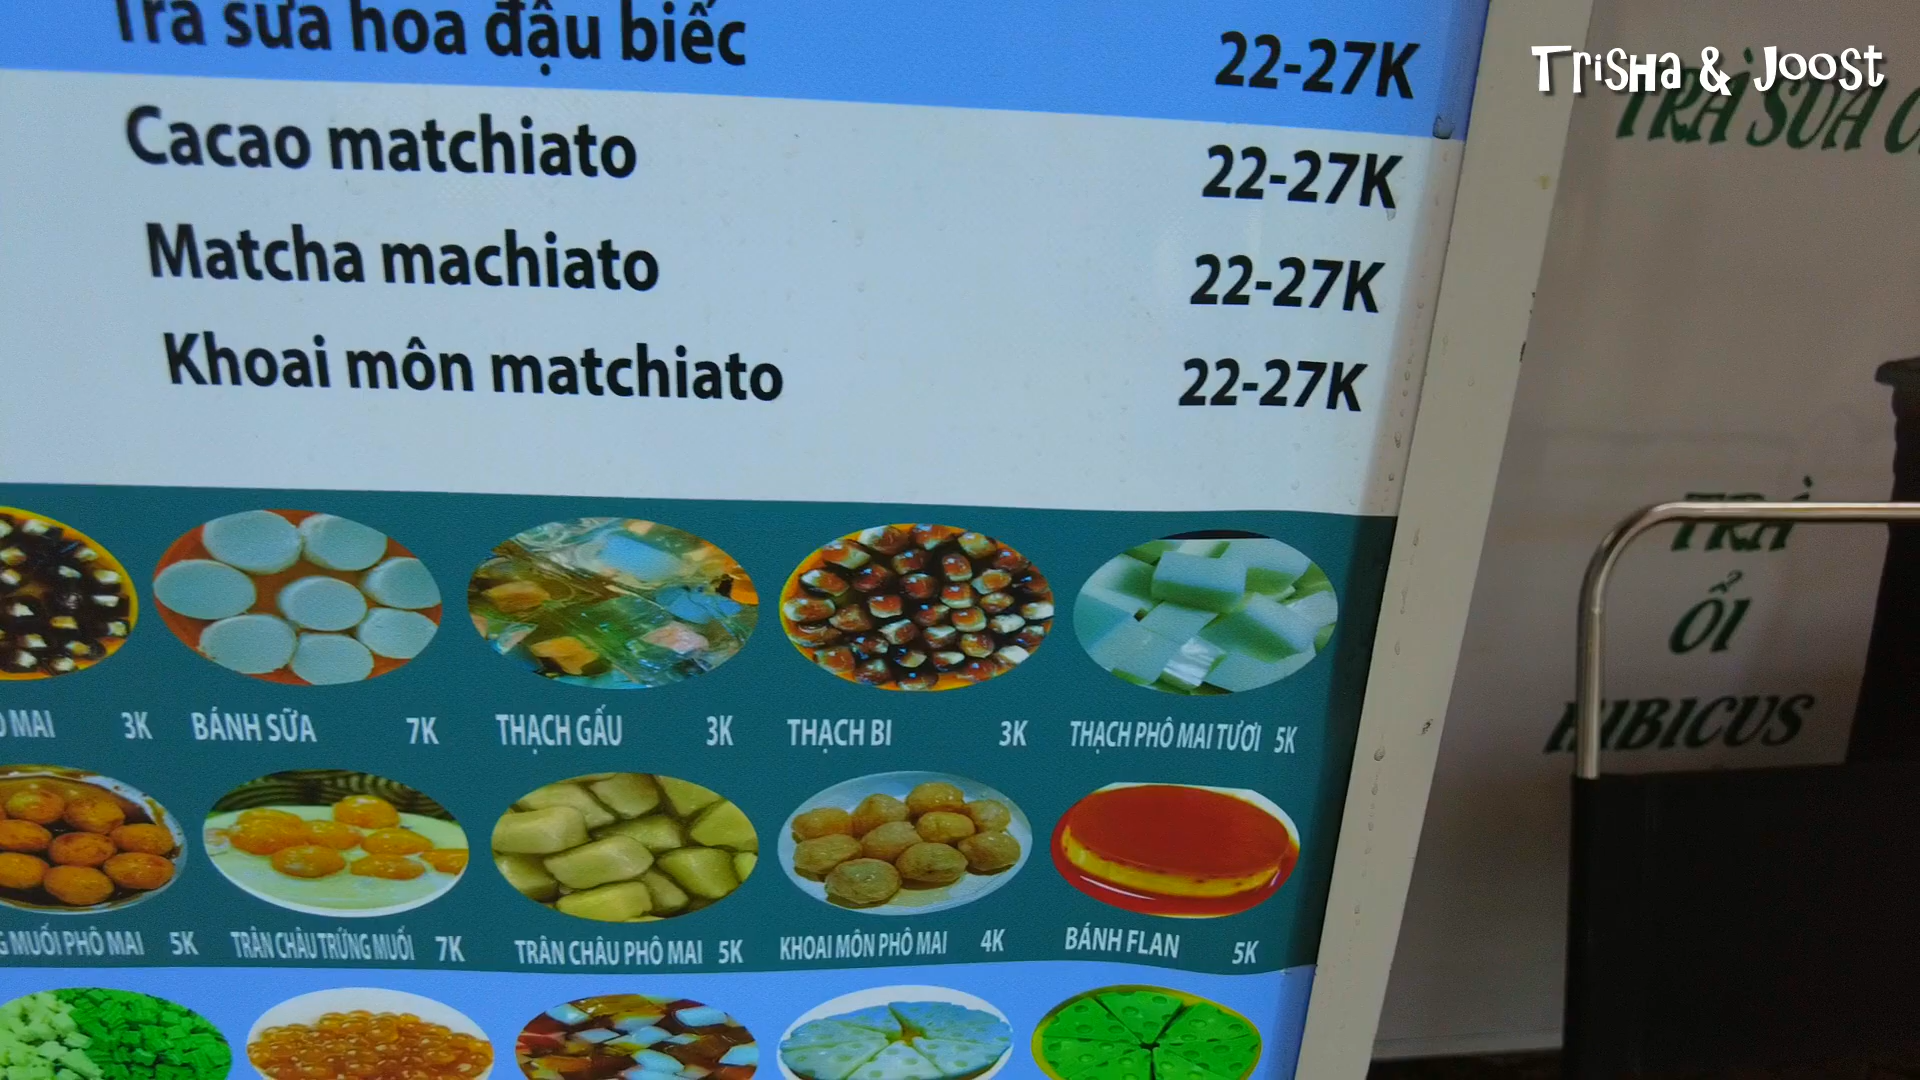 Trà sữa hoa đậu biếc 22-27K
Cacao matchiato 22-27K
Matcha machiato 22-27K
Khoai môn matchiato 22-27K
MAI 3K BÁNH SỮA 7K THẠCH GẤU 3K THẠCH BI 3K THẠCH PHÔ MAI TƯƠI 5K
MUỐI PHÔ MAI 5K TRÂN CHÂU TRỨNG MUỐI 7K TRÂN CHÂU PHÔ MAI 5K KHOAI MÔN PHÔ MAI 4K BÁNH FLAN 5K
Trisha & Joost
TRÀ SỮA
TRÀ
ỔI
HIBICUS